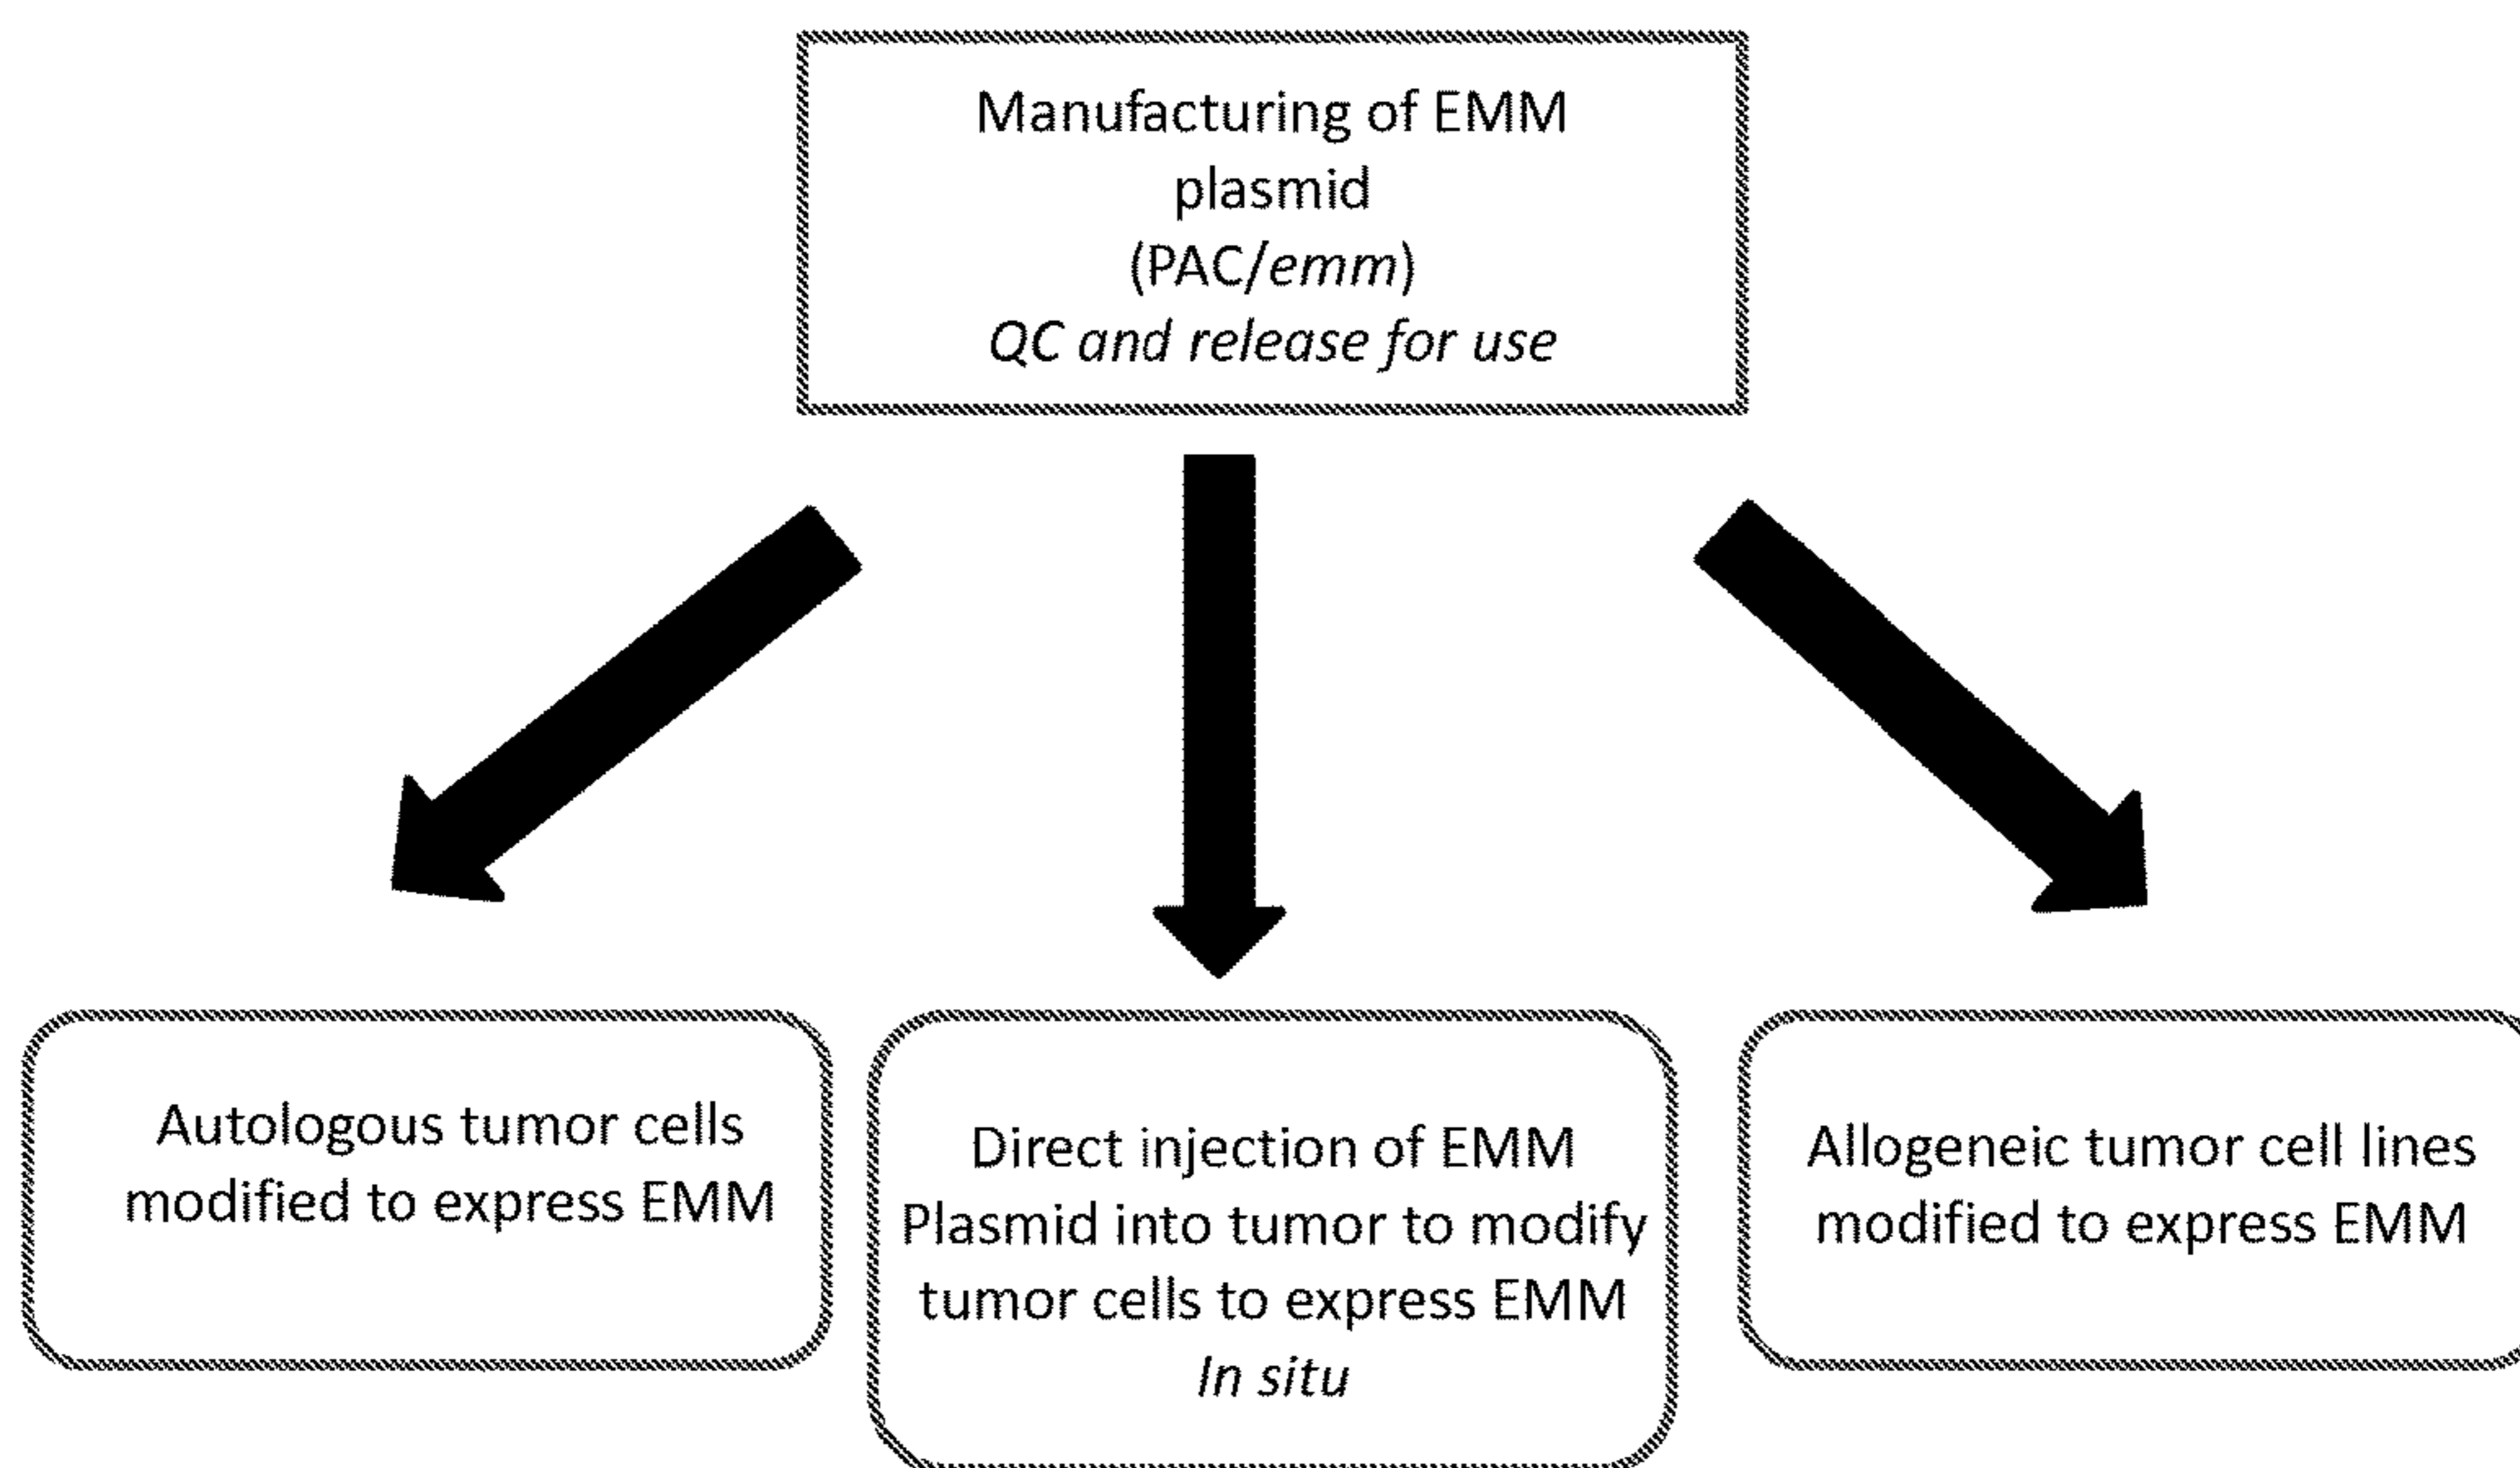 Manufacturing of EMM
plasmid
(PAC/emm)
QC and release for use
Autologous tumor cells
modified to express EMM
Direct injection of EMM
Plasmid into tumor to modify
tumor cells to express EMM
In situ
Allogeneic tumor cell lines
modified to express EMM